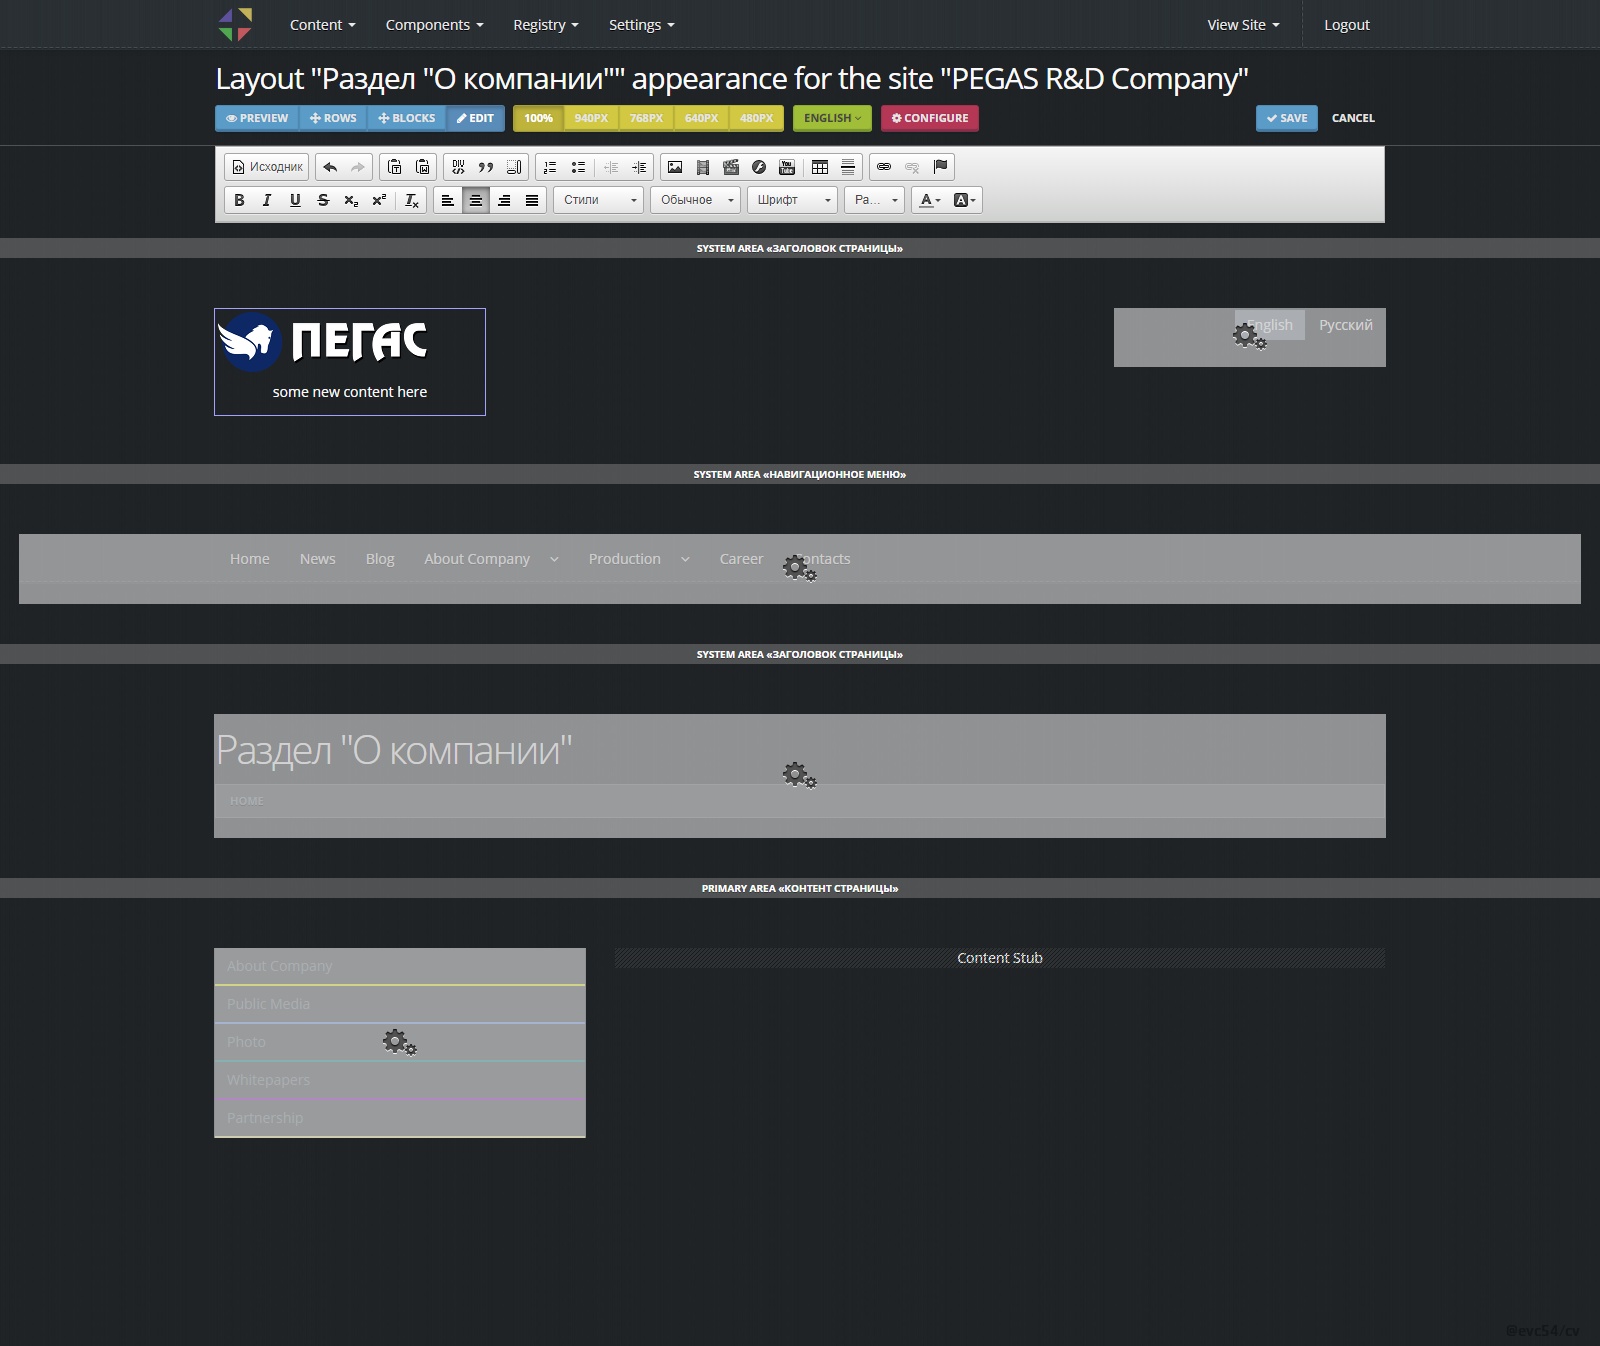 Content Components Registry Settings View Site Logout
Layout "Раздел "О компании"" appearance for the site "PEGAS R&D Company"
PREVIEW ROWS BLOCKS EDIT 100% 940PX 768PX 640PX 480PX ENGLISH CONFIGURE SAVE CANCEL
Исходник
Стили Обычное Шрифт Ра...
SYSTEM AREA «ЗАГОЛОВОК СТРАНИЦЫ»
ПЕГАС
English Русский
some new content here
SYSTEM AREA «НАВИГАЦИОННОЕ МЕНЮ»
Home News Blog About Company Production Career Contacts
SYSTEM AREA «ЗАГОЛОВОК СТРАНИЦЫ»
Раздел "О компании"
HOME
PRIMARY AREA «КОНТЕНТ СТРАНИЦЫ»
About Company
Content Stub
Public Media
Photo
Whitepapers
Partnership
@evc54/cv